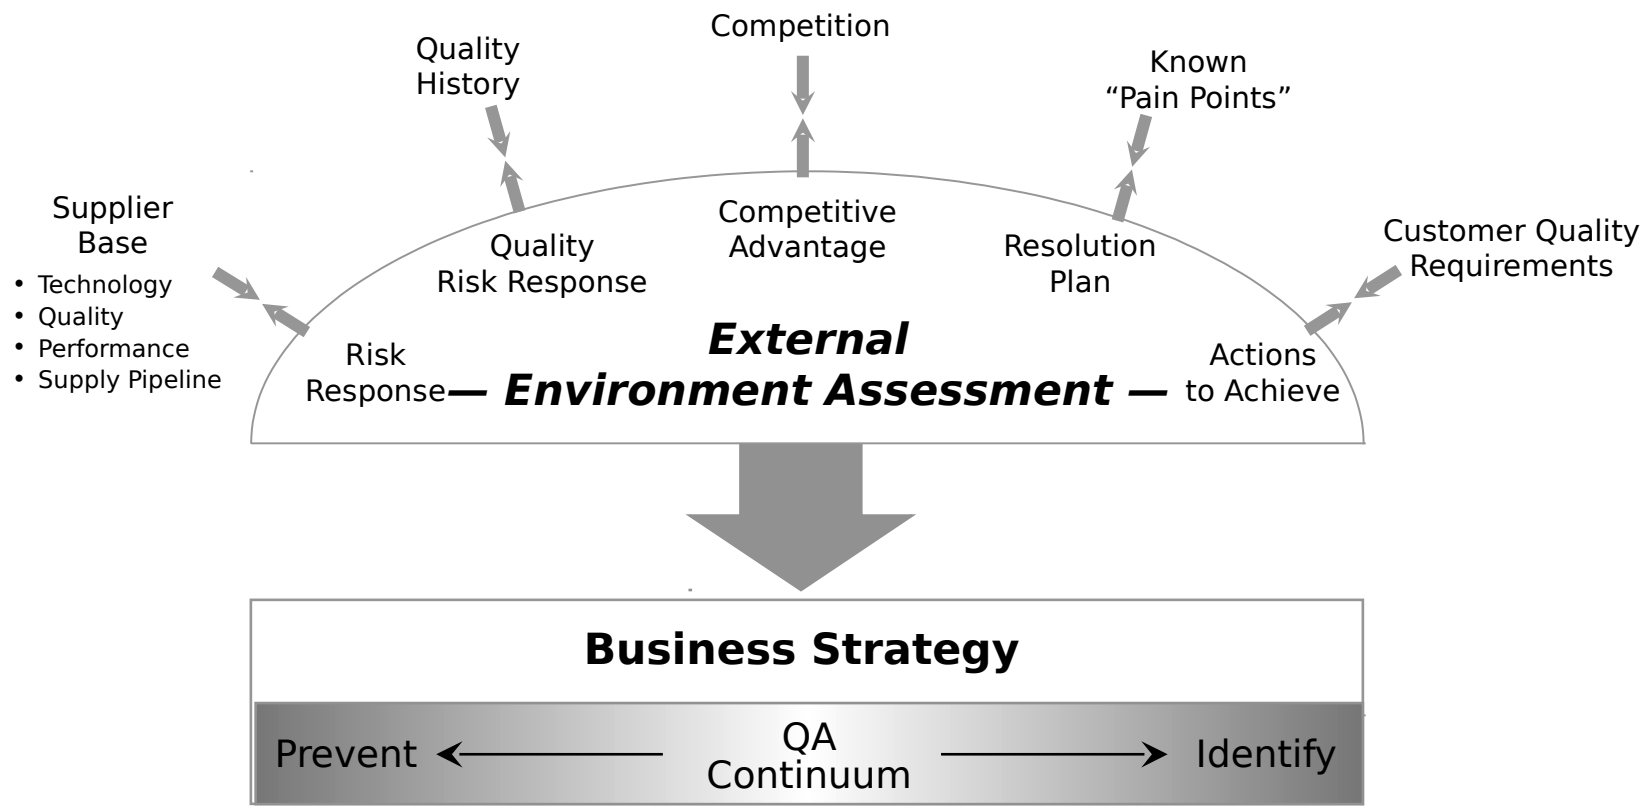 Competition
Quality
History
Known
“Pain Points”
Supplier
Base
• Technology
• Quality
• Performance
• Supply Pipeline
Customer Quality
Requirements
Competitive
Advantage
Quality
Risk Response
Resolution
Plan
Risk
Response
External
— Environment Assessment —
Actions
to Achieve
Business Strategy
Prevent
QA
Continuum
Identify